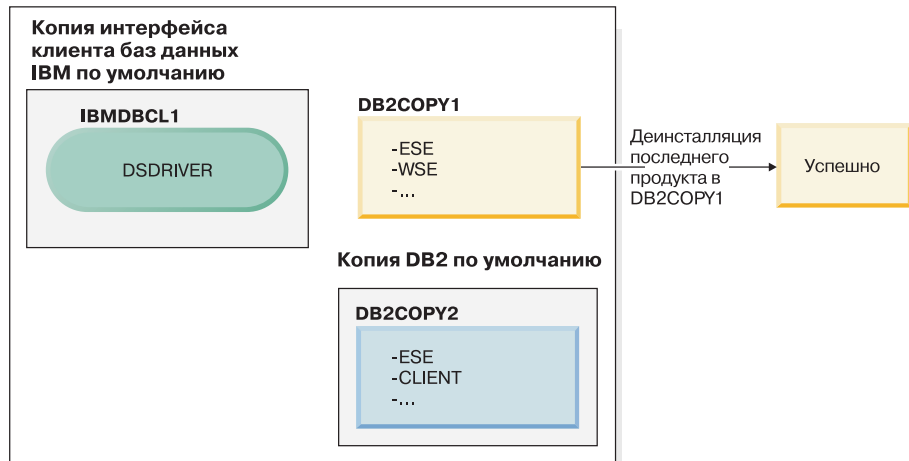 Копия интерфейса
клиента баз данных
IBM по умолчанию
IBMDBCL1
DSDRIVER
DB2COPY1
-ESE
-WSE
-...
Деинсталляция
последнего
продукта в
DB2COPY1
Успешно
Копия DB2 по умолчанию
DB2COPY2
-ESE
-CLIENT
-...